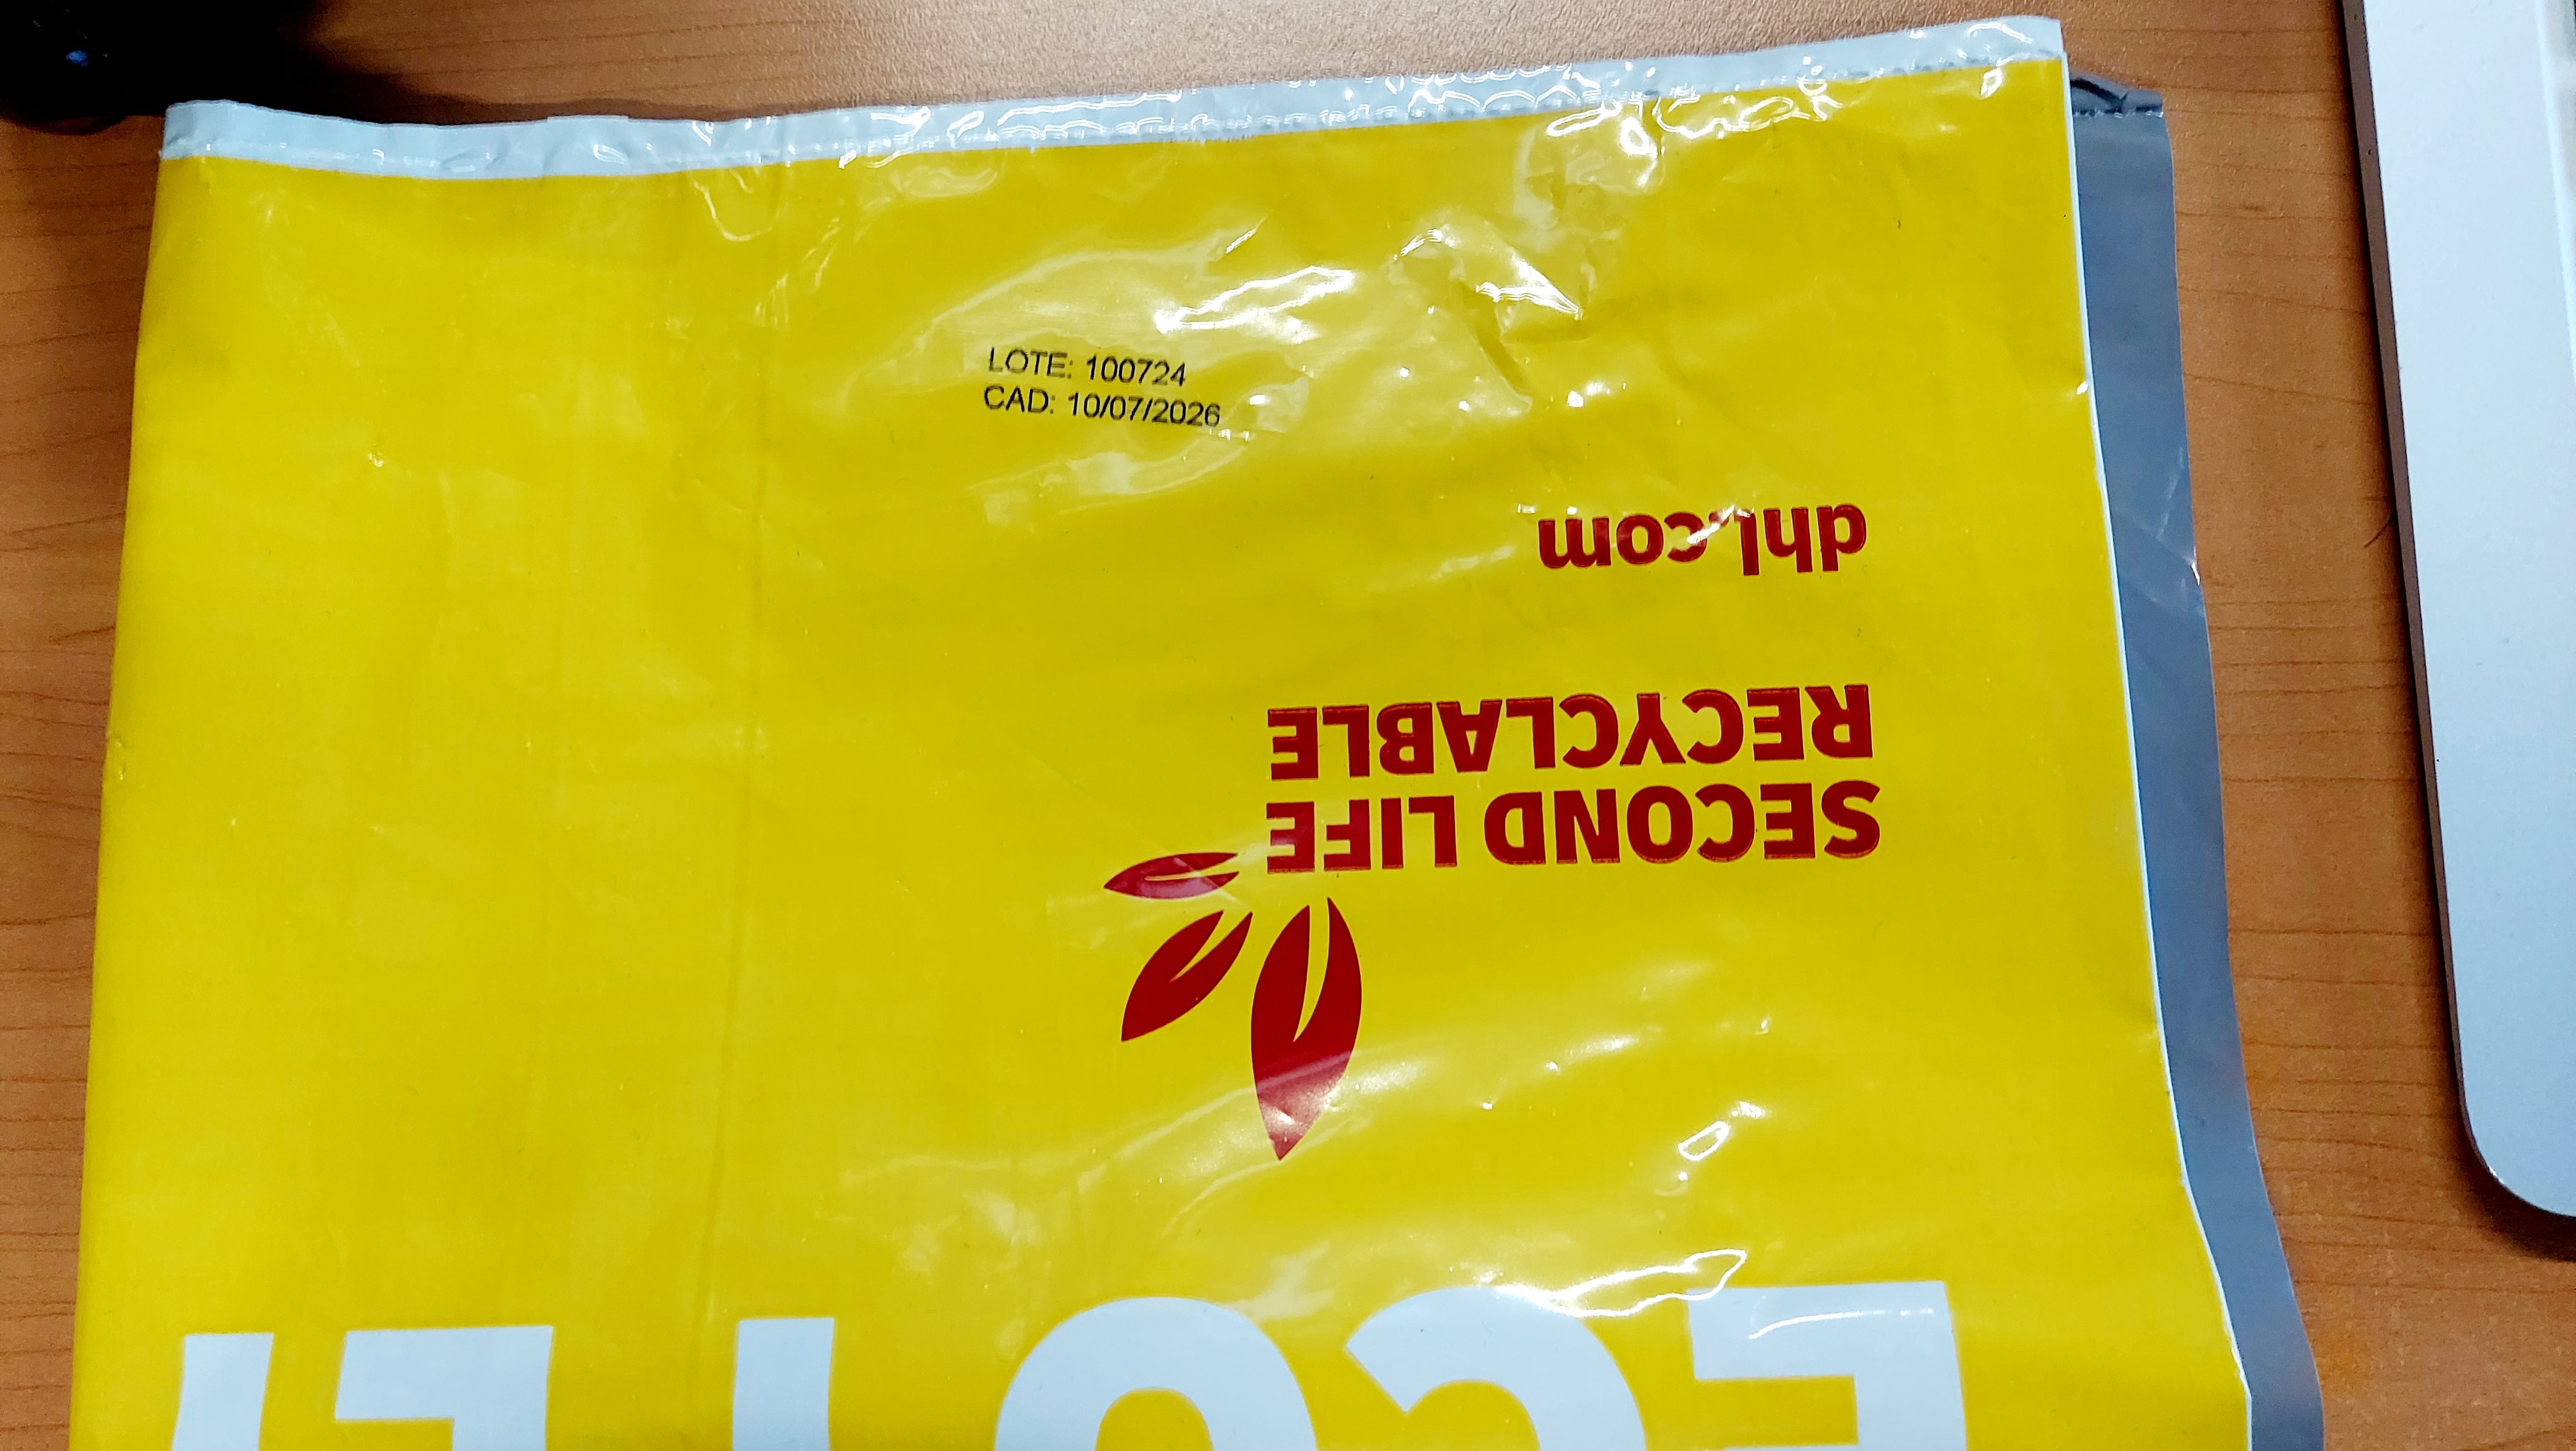 LOTE: 100724
CAD: 10/07/2026
dhl.com
SECOND LIFE
RECYCLABLE